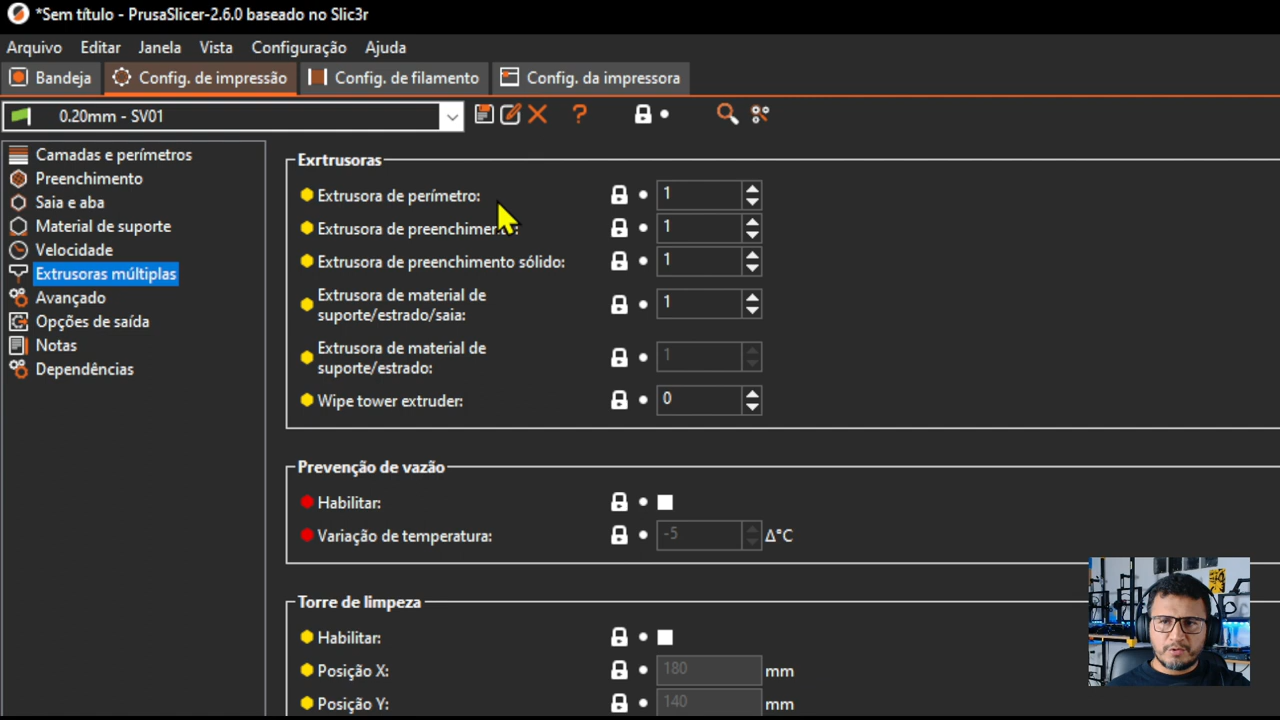 *Sem título - PrusaSlicer-2.6.0 baseado no Slic3r
Arquivo Editar Janela Vista Configuração Ajuda
Bandeja Config. de impressão Config. de filamento Config. da impressora
0.20mm - SV01 ?
Camadas e perímetros
Preenchimento
Saia e aba
Material de suporte
Velocidade
Extrusoras múltiplas
Avançado
Opções de saída
Notas
Dependências
Exrtrusoras
Extrusora de perímetro: 1
Extrusora de preenchimento: 1
Extrusora de preenchimento sólido: 1
Extrusora de material de
suporte/estrado/saia: 1
Extrusora de material de
suporte/estrado: 1
Wipe tower extruder: 0
Prevenção de vazão
Habilitar:
Variação de temperatura: -5 Δ°C
Torre de limpeza
Habilitar:
Posição X: 180 mm
Posição Y: 140 mm